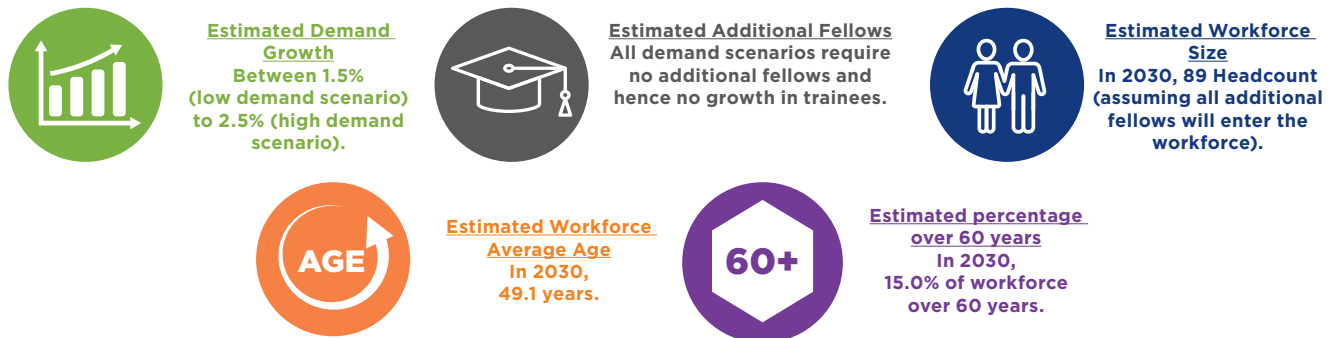 Estimated Demand
Growth
Between 1.5%
(low demand scenario)
to 2.5% (high demand
scenario).
Estimated Additional Fellows
All demand scenarios require
no additional fellows and
hence no growth in trainees.
Estimated Workforce
Size
In 2030, 89 Headcount
(assuming all additional
fellows will enter the
workforce).
AGE
Estimated Workforce
Average Age
In 2030,
49.1 years.
60+
Estimated percentage
over 60 years
In 2030,
15.0% of workforce
over 60 years.